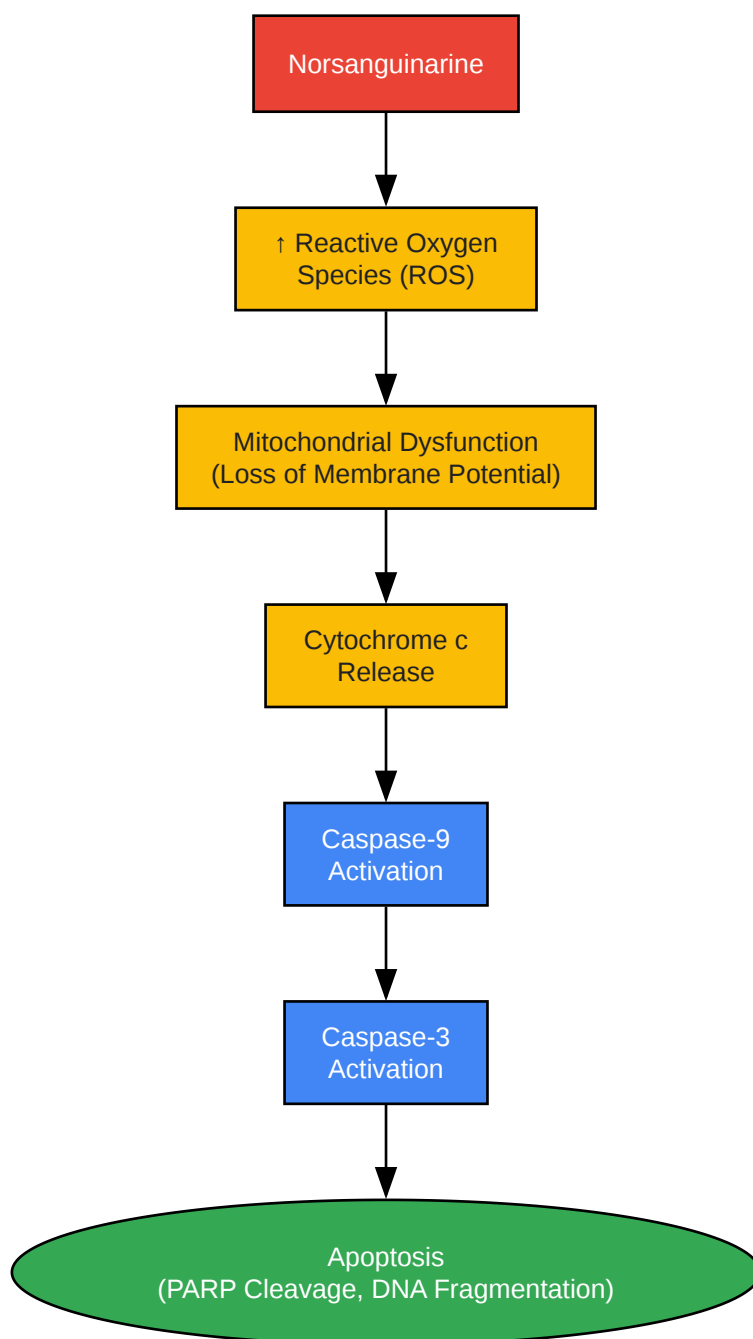 Norsanguinarine
↑ Reactive Oxygen
Species (ROS)
Mitochondrial Dysfunction
(Loss of Membrane Potential)
Cytochrome c
Release
Caspase-9
Activation
Caspase-3
Activation
Apoptosis
(PARP Cleavage, DNA Fragmentation)